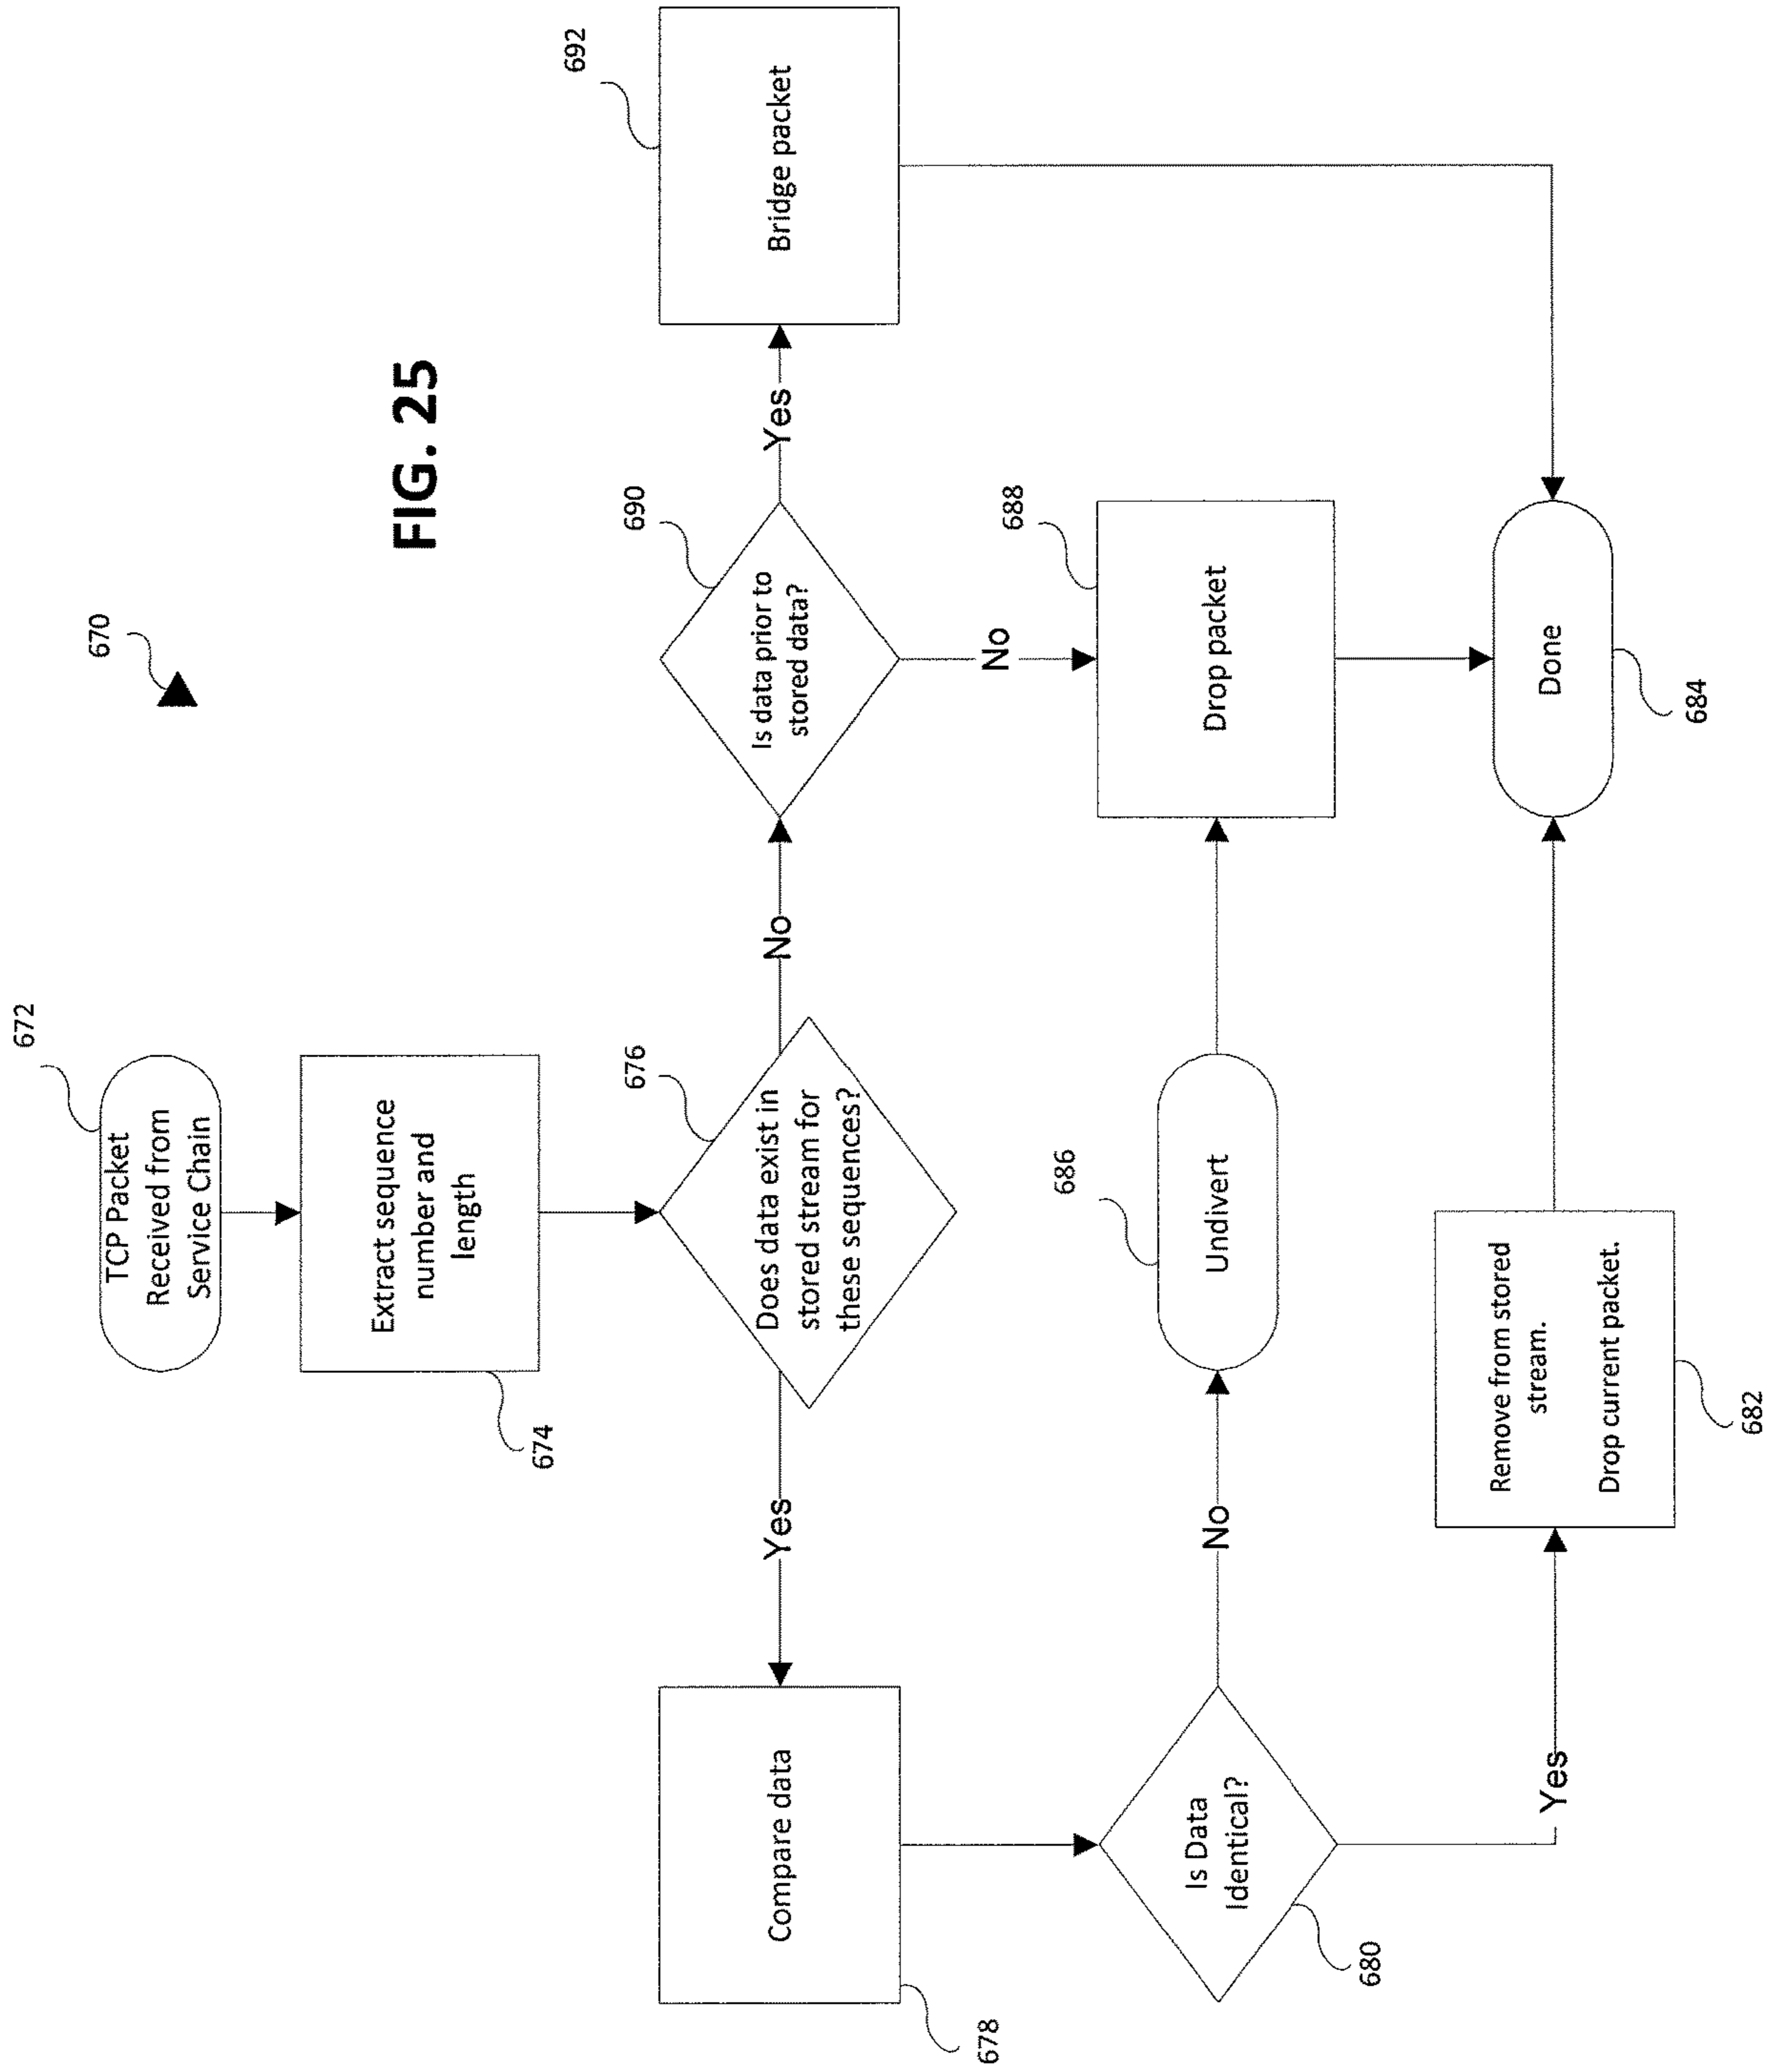 FIG. 25
670
672
TCP Packet
Received from
Service Chain
Extract sequence
number and
length
674
676
Does data exist in
stored stream for
these sequences?
Yes
No
Compare data
678
690
Is data prior to
stored data?
Yes
No
692
Bridge packet
Is Data
Identical?
680
No
Yes
686
Undivert
688
Drop packet
Remove from stored
stream.
Drop current packet.
682
Done
684